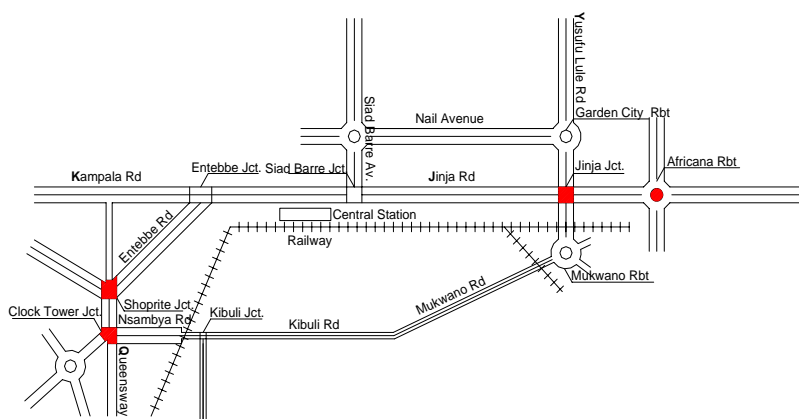 Yusufu Lule Rd
Siad Barre Av.
Nail Avenue
Garden City Rbt
Entebbe Jct.
Siad Barre Jct.
Jinja Jct.
Africana Rbt
Kampala Rd
Jinja Rd
Entebbe Rd
Central Station
Railway
Mukwano Rbt
Mukwano Rd
Shoprite Jct.
Clock Tower Jct.
Nsambya Rd
Kibuli Jct.
Kibuli Rd
Queensway